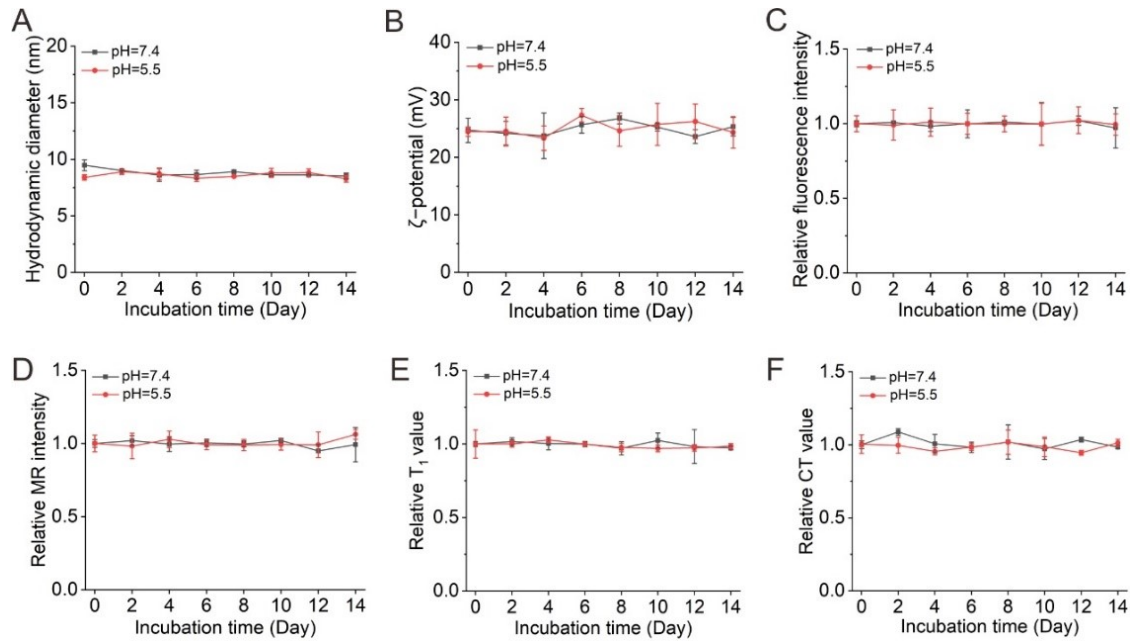 A
Hydrodynamic diameter (nm)
20
15
10
5
0
pH=7.4
pH=5.5
0 2 4 6 8 10 12 14
Incubation time (Day)
B
ζ−potential (mV)
40
30
20
10
0
pH=7.4
pH=5.5
0 2 4 6 8 10 12 14
Incubation time (Day)
C
Relative fluorescence intensity
1.5
1.0
0.5
0.0
pH=7.4
pH=5.5
0 2 4 6 8 10 12 14
Incubation time (Day)
D
Relative MR intensity
1.5
1.0
0.5
0.0
pH=7.4
pH=5.5
0 2 4 6 8 10 12 14
Incubation time (Day)
E
Relative T₁ value
1.5
1.0
0.5
0.0
pH=7.4
pH=5.5
0 2 4 6 8 10 12 14
Incubation time (Day)
F
Relative CT value
1.5
1.0
0.5
0.0
pH=7.4
pH=5.5
0 2 4 6 8 10 12 14
Incubation time (Day)